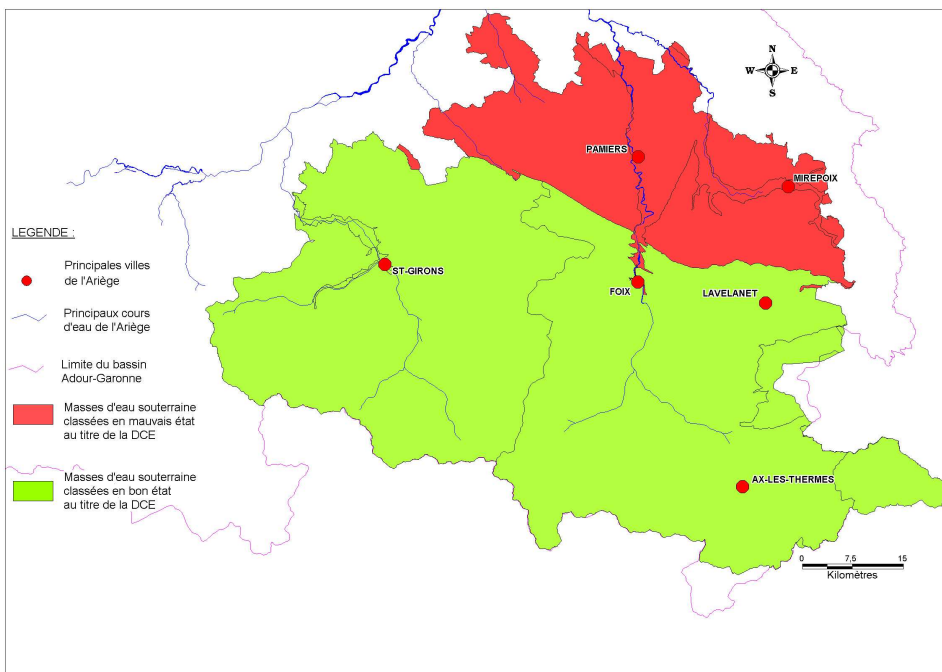 N
W E
S
PAMIERS
MIREPOIX
LEGENDE :
Principales villes
de l'Ariège
ST-GIRONS
FOIX
LAVELANET
Principaux cours
d'eau de l'Ariège
Limite du bassin
Adour-Garonne
Masses d'eau souterraine
classées en mauvais état
au titre de la DCE
Masses d'eau souterraine
classées en bon état
au titre de la DCE
AX-LES-THERMES
0 7,5 15
Kilomètres